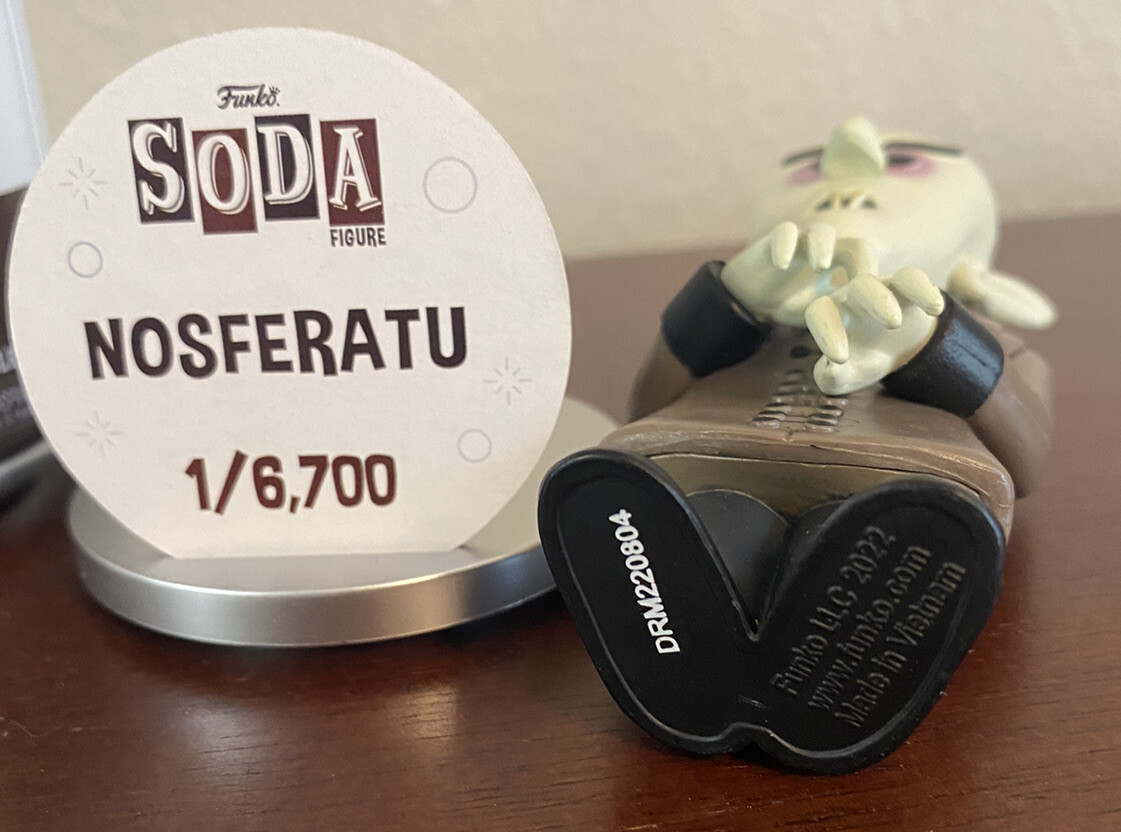 Funko
SODA
FIGURE
NOSFERATU
1/6,700
DRM220804
Funko LLC 2022
www.funko.com
Made in Vietnam